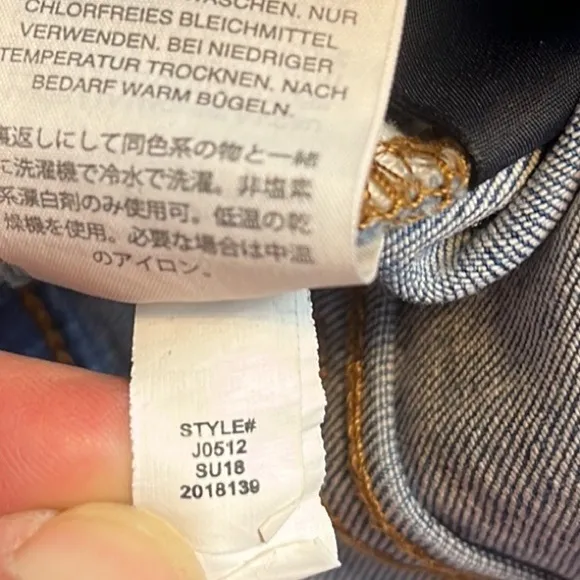 WASCHEN. NUR
CHLORFREIES BLEICHMITTEL
VERWENDEN. BEI NIEDRIGER
TEMPERATUR TROCKNEN. NACH
BEDARF WARM BÜGELN.
裏返しにして同色系の物と一緒
に洗濯機で冷水で洗濯。非塩素
系漂白剤のみ使用可。低温の乾
燥機を使用。必要な場合は中温
のアイロン。
STYLE#
J0512
SU18
2018139